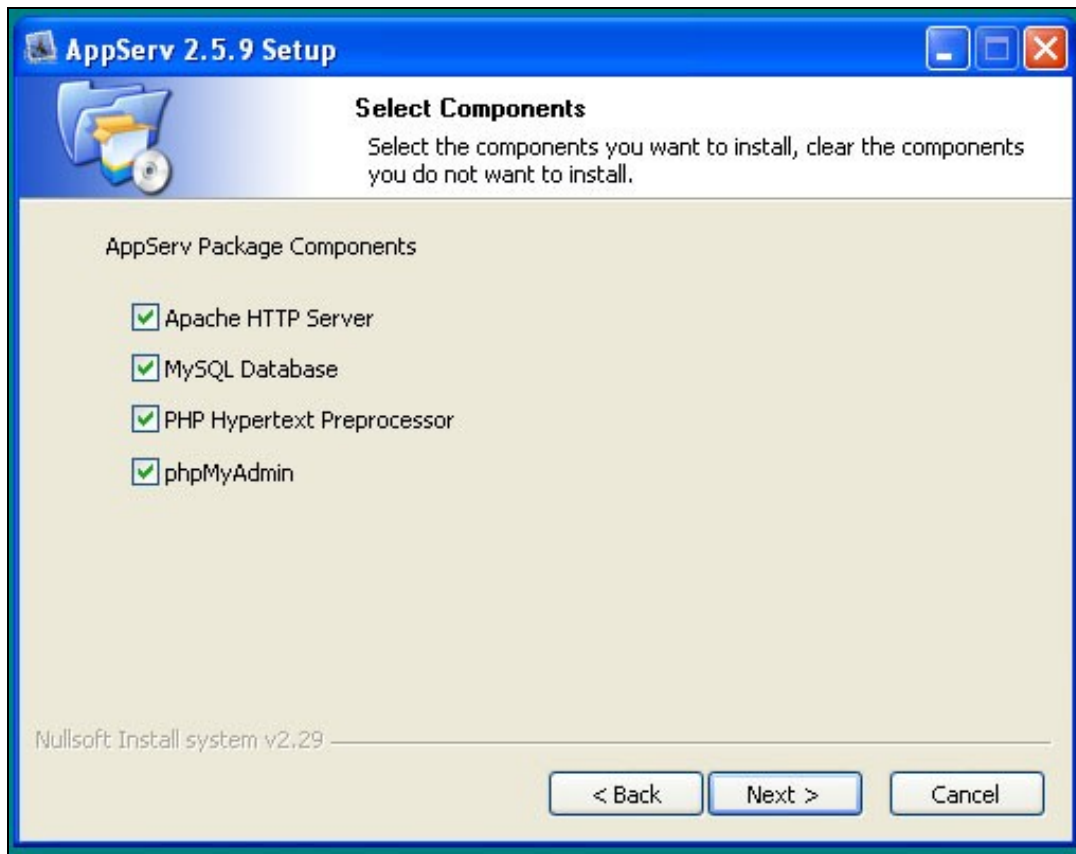 AppServ 2.5.9 Setup
Select Components
Select the components you want to install, clear the components
you do not want to install.
AppServ Package Components
Apache HTTP Server
MySQL Database
PHP Hypertext Preprocessor
phpMyAdmin
Nullsoft Install system v2.29
< Back Next > Cancel